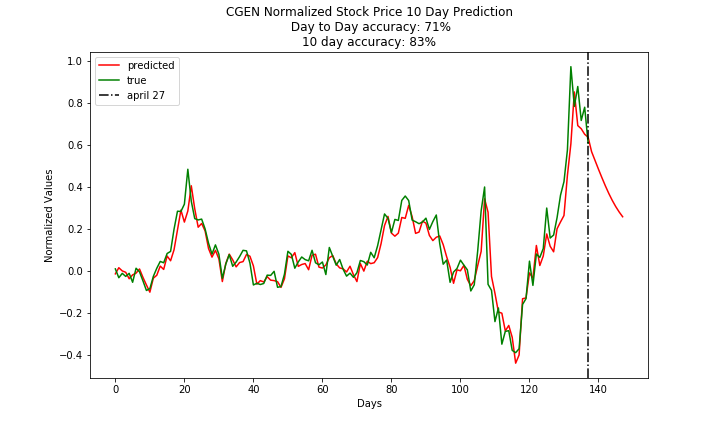 CGEN Normalized Stock Price 10 Day Prediction
Day to Day accuracy: 71%
10 day accuracy: 83%
predicted
true
april 27
1.0
0.8
0.6
0.4
0.2
0.0
−0.2
−0.4
Normalized Values
0 20 40 60 80 100 120 140
Days